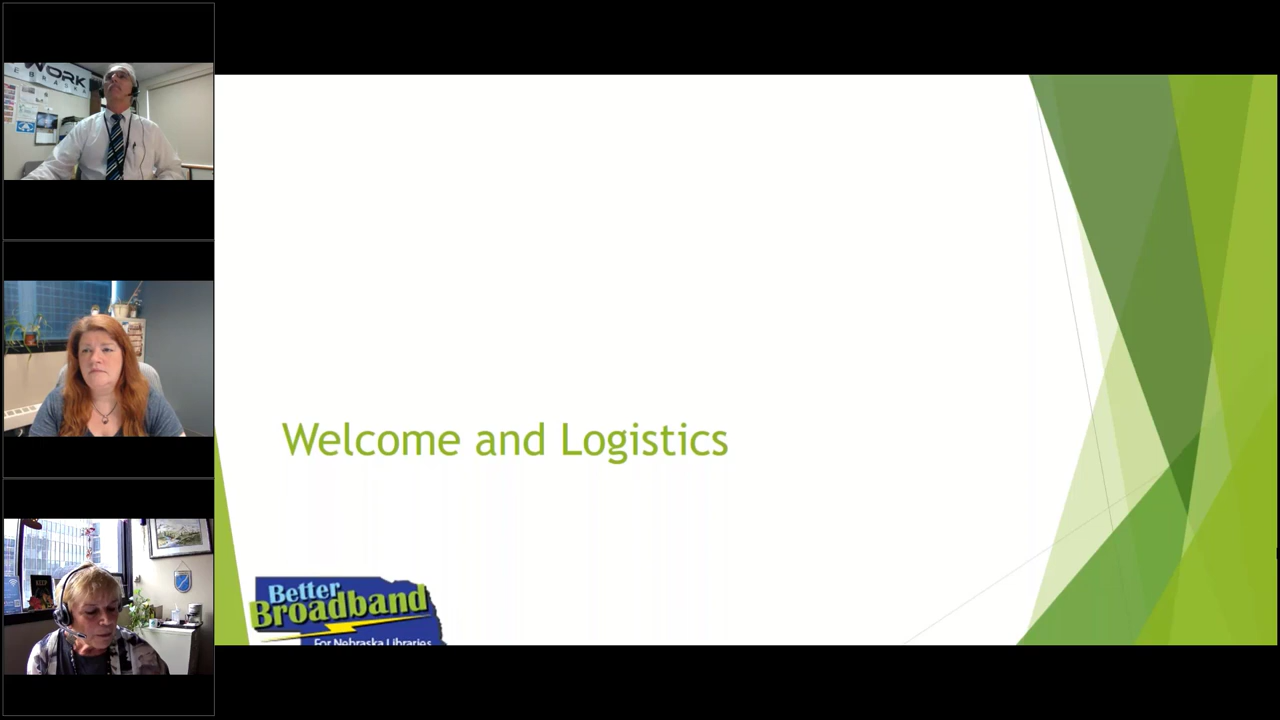 WORK
Welcome and Logistics
Better
Broadband
For Nebraska Libraries